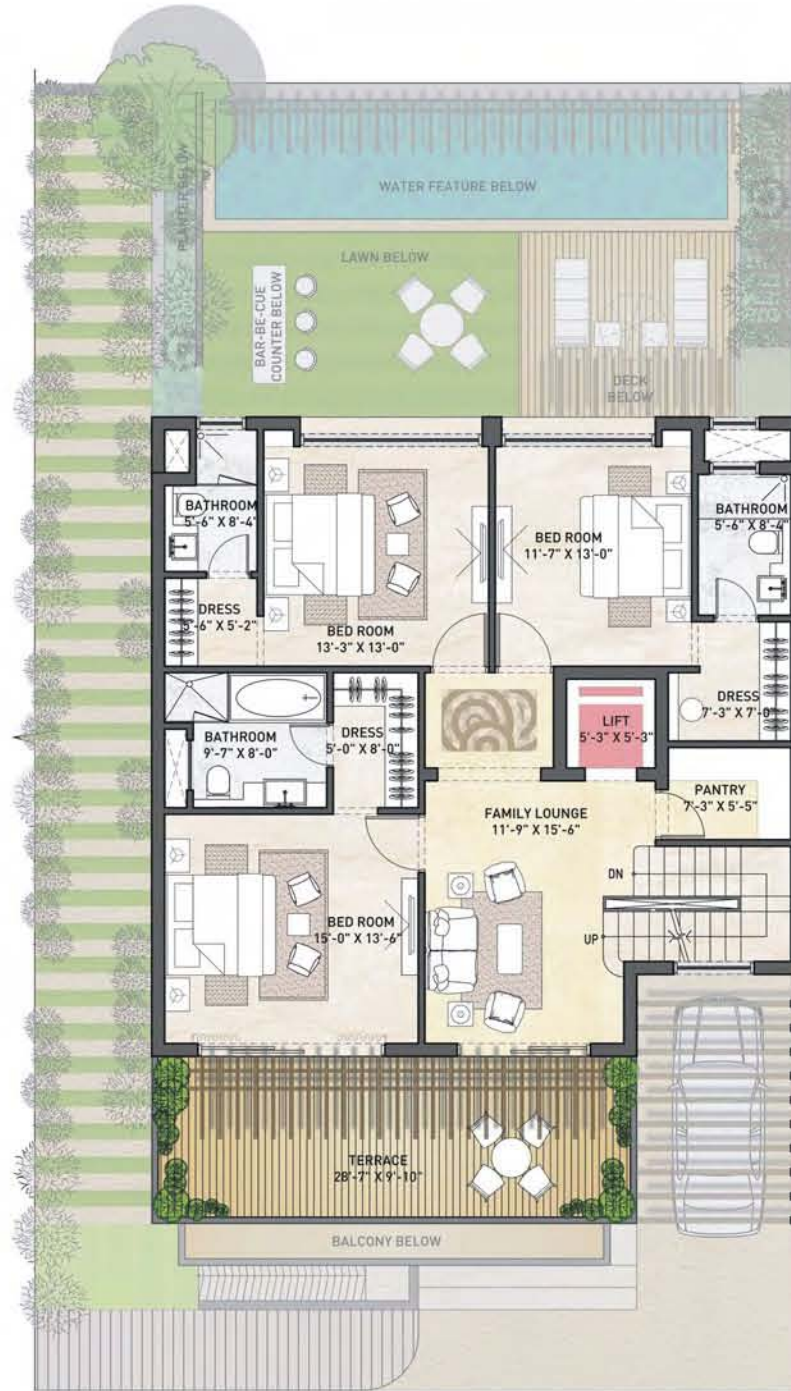 WATER FEATURE BELOW
PLANTER BELOW
LAWN BELOW
BAR-BE-CUE
COUNTER BELOW
DECK
BELOW
BATHROOM
5'-6" X 8'-4"
BED ROOM
11'-7" X 13'-0"
BATHROOM
5'-6" X 8'-4"
DRESS
5'-6" X 5'-2"
BED ROOM
13'-3" X 13'-0"
DRESS
7'-3" X 7'-0"
LIFT
5'-3" X 5'-3"
BATHROOM
9'-7" X 8'-0"
DRESS
5'-0" X 8'-0"
PANTRY
7'-3" X 5'-5"
FAMILY LOUNGE
11'-9" X 15'-6"
DN
UP
BED ROOM
15'-0" X 13'-6"
TERRACE
28'-7" X 9'-10"
BALCONY BELOW